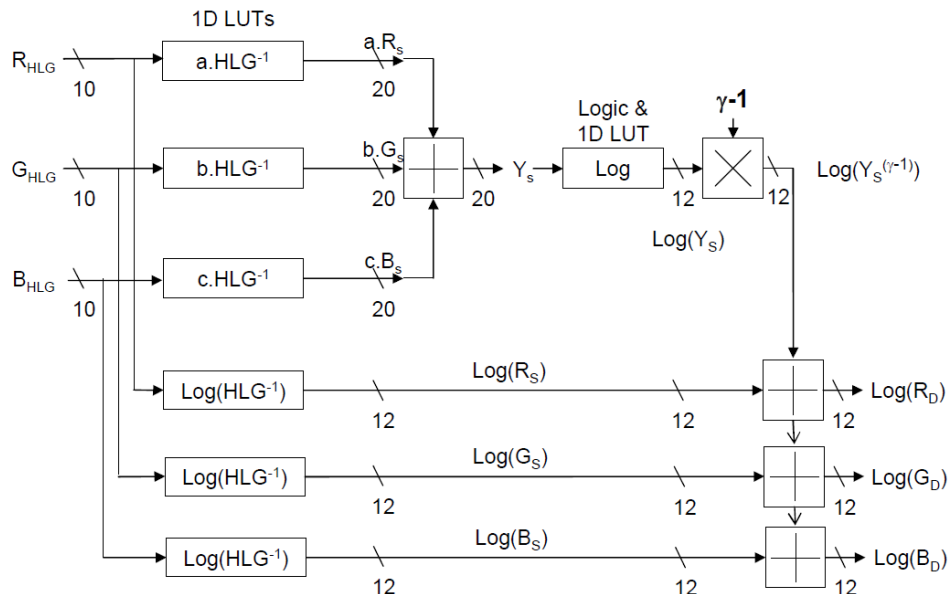 1D LUTs
R_HLG
10
a.HLG⁻¹
a.R_s
20
Logic &
1D LUT
γ-1
G_HLG
10
b.HLG⁻¹
b.G_s
20
20
Y_s
Log
12
12
Log(Y_S^(γ-1))
Log(Y_S)
B_HLG
10
c.HLG⁻¹
c.B_s
20
Log(HLG⁻¹)
12
Log(R_S)
12
12
Log(R_D)
Log(HLG⁻¹)
12
Log(G_S)
12
12
Log(G_D)
Log(HLG⁻¹)
12
Log(B_S)
12
12
Log(B_D)